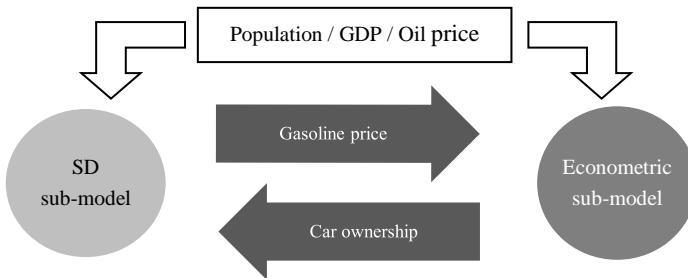 Population / GDP / Oil price
Gasoline price
SD
sub-model
Econometric
sub-model
Car ownership